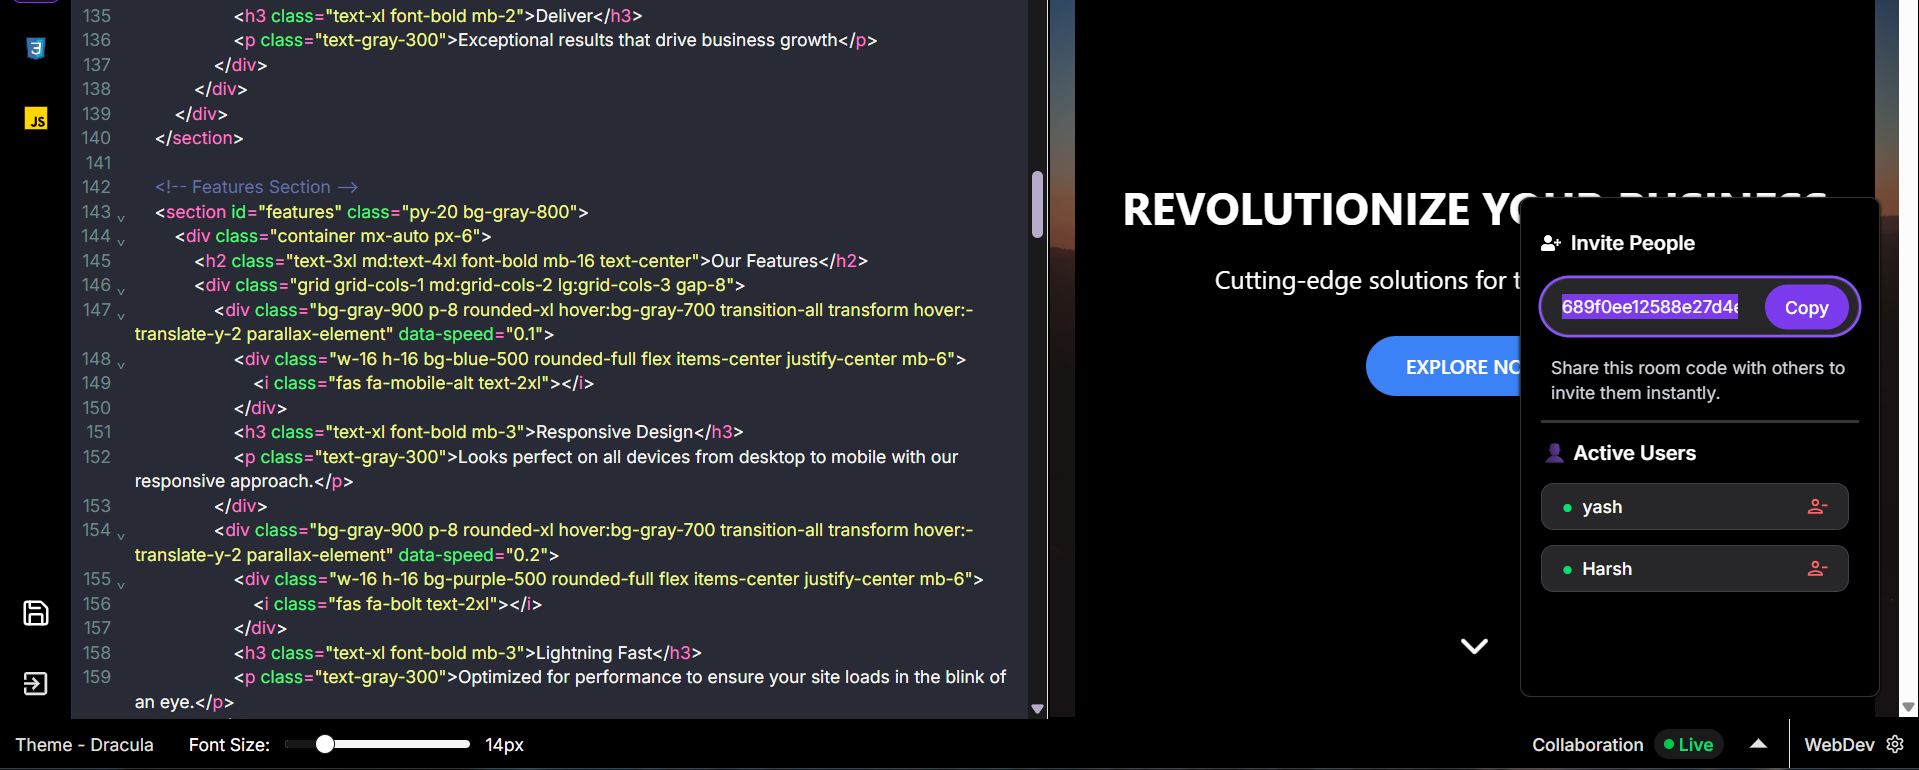 135 <h3 class="text-xl font-bold mb-2">Deliver</h3>
136 <p class="text-gray-300">Exceptional results that drive business growth</p>
137 </div>
138 </div>
139 </div>
140 </section>
141
142 <!-- Features Section -->
143 <section id="features" class="py-20 bg-gray-800">
144 <div class="container mx-auto px-6">
145 <h2 class="text-3xl md:text-4xl font-bold mb-16 text-center">Our Features</h2>
146 <div class="grid grid-cols-1 md:grid-cols-2 lg:grid-cols-3 gap-8">
147 <div class="bg-gray-900 p-8 rounded-xl hover:bg-gray-700 transition-all transform hover:-
translate-y-2 parallax-element" data-speed="0.1">
148 <div class="w-16 h-16 bg-blue-500 rounded-full flex items-center justify-center mb-6">
149 <i class="fas fa-mobile-alt text-2xl"></i>
150 </div>
151 <h3 class="text-xl font-bold mb-3">Responsive Design</h3>
152 <p class="text-gray-300">Looks perfect on all devices from desktop to mobile with our
responsive approach.</p>
153 </div>
154 <div class="bg-gray-900 p-8 rounded-xl hover:bg-gray-700 transition-all transform hover:-
translate-y-2 parallax-element" data-speed="0.2">
155 <div class="w-16 h-16 bg-purple-500 rounded-full flex items-center justify-center mb-6">
156 <i class="fas fa-bolt text-2xl"></i>
157 </div>
158 <h3 class="text-xl font-bold mb-3">Lightning Fast</h3>
159 <p class="text-gray-300">Optimized for performance to ensure your site loads in the blink of
an eye.</p>
JS
REVOLUTIONIZE YOUR BUSINESS
Cutting-edge solutions for t
EXPLORE NO
Invite People
689f0ee12588e27d4e
Copy
Share this room code with others to
invite them instantly.
Active Users
yash
Harsh
Theme - Dracula
Font Size:
14px
Collaboration
Live
WebDev